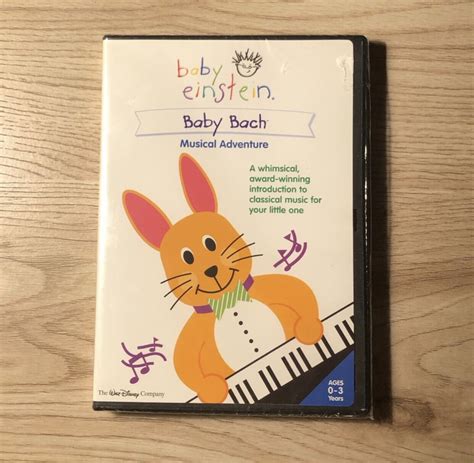 baby
einstein.
Baby Bach
Musical Adventure
A whimsical,
award-winning
introduction to
classical music for
your little one
AGES
0-3
Years
The Walt Disney Company